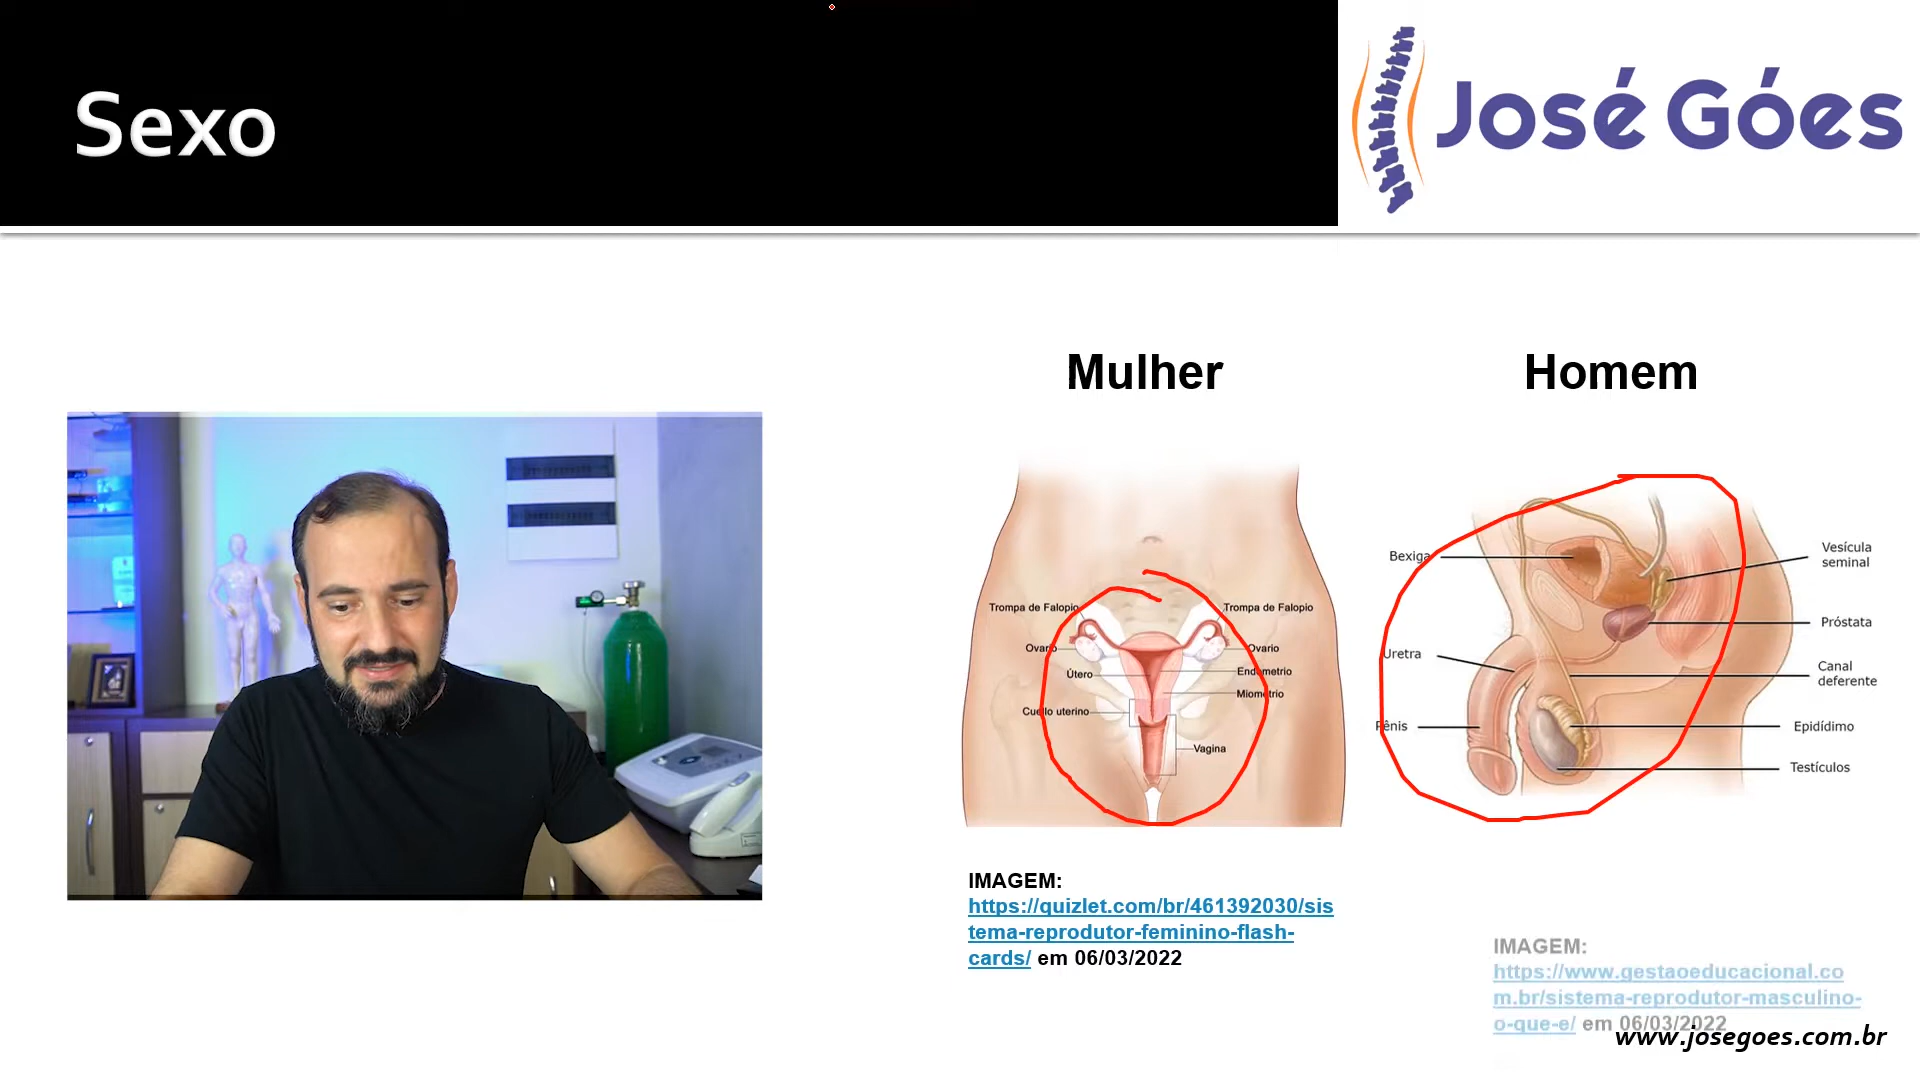 Sexo
José Góes
Mulher
Homem
Trompa de Falopio
Trompa de Falopio
Ovario
Ovario
Útero
Endometrio
Miometrio
Cuello uterino
Vagina
Bexiga
Vesícula
seminal
Próstata
Uretra
Canal
deferente
Pênis
Epidídimo
Testículos
IMAGEM:
https://quizlet.com/br/461392030/sis
tema-reprodutor-feminino-flash-
cards/ em 06/03/2022
IMAGEM:
https://www.gestaoeducacional.co
m.br/sistema-reprodutor-masculino-
o-que-e/ em 06/03/2022
www.josegoes.com.br